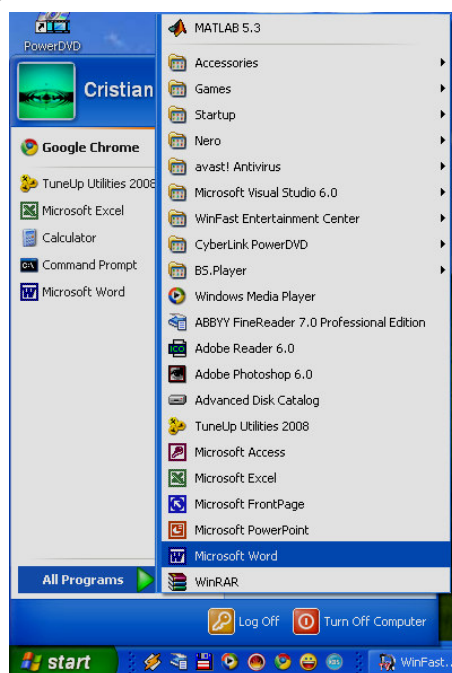 PowerDVD
Cristian
Google Chrome
TuneUp Utilities 2008
Microsoft Excel
Calculator
Command Prompt
Microsoft Word
All Programs
MATLAB 5.3
Accessories
Games
Startup
Nero
avast! Antivirus
Microsoft Visual Studio 6.0
WinFast Entertainment Center
CyberLink PowerDVD
BS.Player
Windows Media Player
ABBYY FineReader 7.0 Professional Edition
Adobe Reader 6.0
Adobe Photoshop 6.0
Advanced Disk Catalog
TuneUp Utilities 2008
Microsoft Access
Microsoft Excel
Microsoft FrontPage
Microsoft PowerPoint
Microsoft Word
WinRAR
Log Off
Turn Off Computer
start
WinFast...